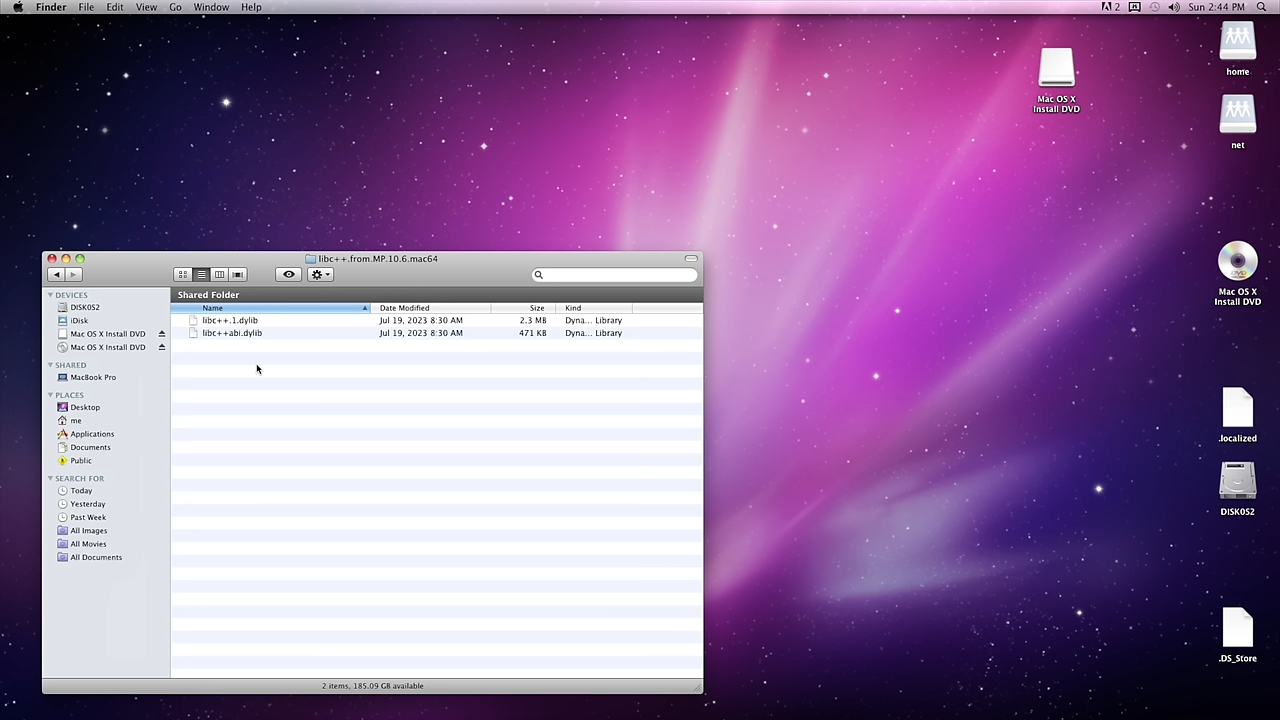 Finder File Edit View Go Window Help
2 Sun 2:44 PM
home
Mac OS X
Install DVD
net
Mac OS X
Install DVD
.localized
DISK0S2
.DS_Store
libc++.from.MP.10.6.mac64
DEVICES
DISK0S2
iDisk
Mac OS X Install DVD
Mac OS X Install DVD
SHARED
MacBook Pro
PLACES
Desktop
me
Applications
Documents
Public
SEARCH FOR
Today
Yesterday
Past Week
All Images
All Movies
All Documents
Shared Folder
Name Date Modified Size Kind
libc++.1.dylib Jul 19, 2023 8:30 AM 2.3 MB Dyna... Library
libc++abi.dylib Jul 19, 2023 8:30 AM 471 KB Dyna... Library
2 items, 185.09 GB available